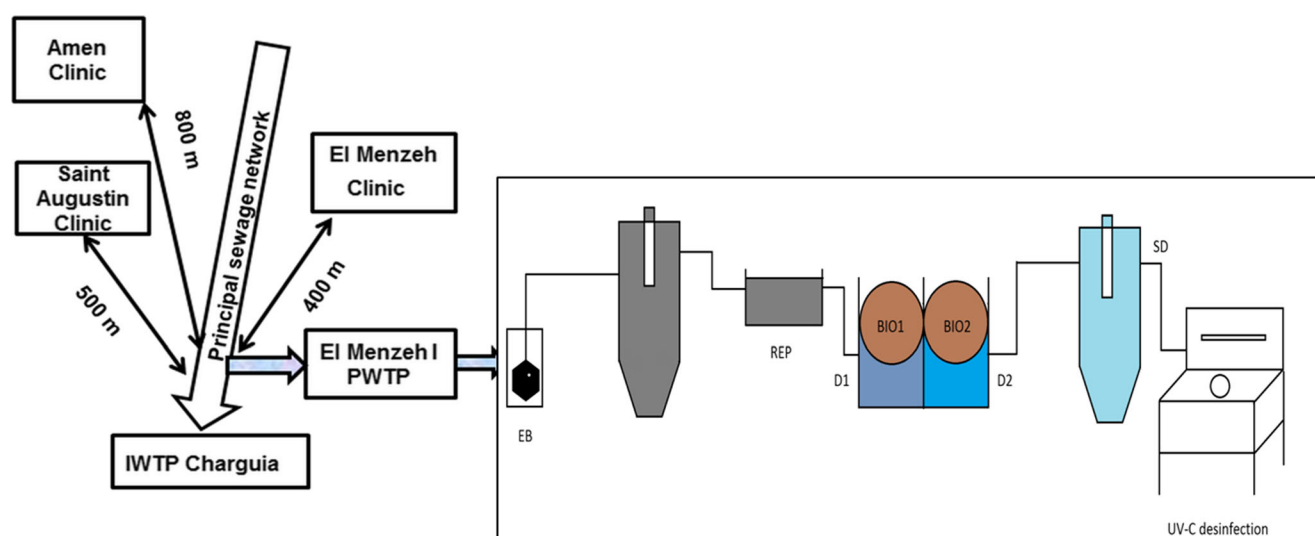 Amen
Clinic
800 m
Principal sewage network
Saint
Augustin
Clinic
El Menzeh
Clinic
500 m
400 m
El Menzeh I
PWTP
IWTP Charguia
EB
REP
D1
BIO1
BIO2
D2
SD
UV-C desinfection